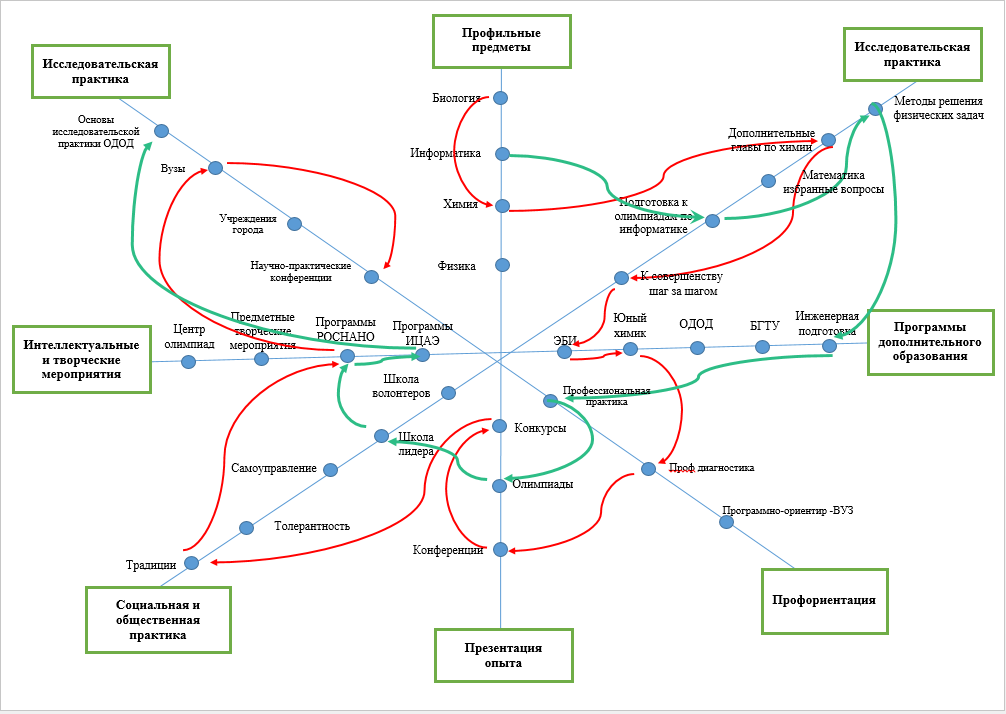 Профильные
предметы
Исследовательская
практика
Исследовательская
практика
Биология
Методы решения
физических задач
Основы
исследовательской
практики ОДОД
Дополнительные
главы по химии
Информатика
Вузы
Математика
избранные вопросы
Химия
Подготовка к
олимпиадам по
информатике
Учреждения
города
Научно-практические
конференции
Физика
К совершенству
шаг за шагом
Интеллектуальные
и творческие
мероприятия
Центр
олимпиад
Предметные
творческие
мероприятия
Программы
РОСНАНО
Программы
ИЦАЭ
ЭБИ
Юный
химик
ОДОД
БГТУ
Инженерная
подготовка
Программы
дополнительного
образования
Школа
волонтеров
Профессиональная
практика
Школа
лидера
Конкурсы
Самоуправление
Проф диагностика
Олимпиады
Толерантность
Программно-ориентир -ВУЗ
Конференции
Традиции
Социальная и
общественная
практика
Профориентация
Презентация
опыта